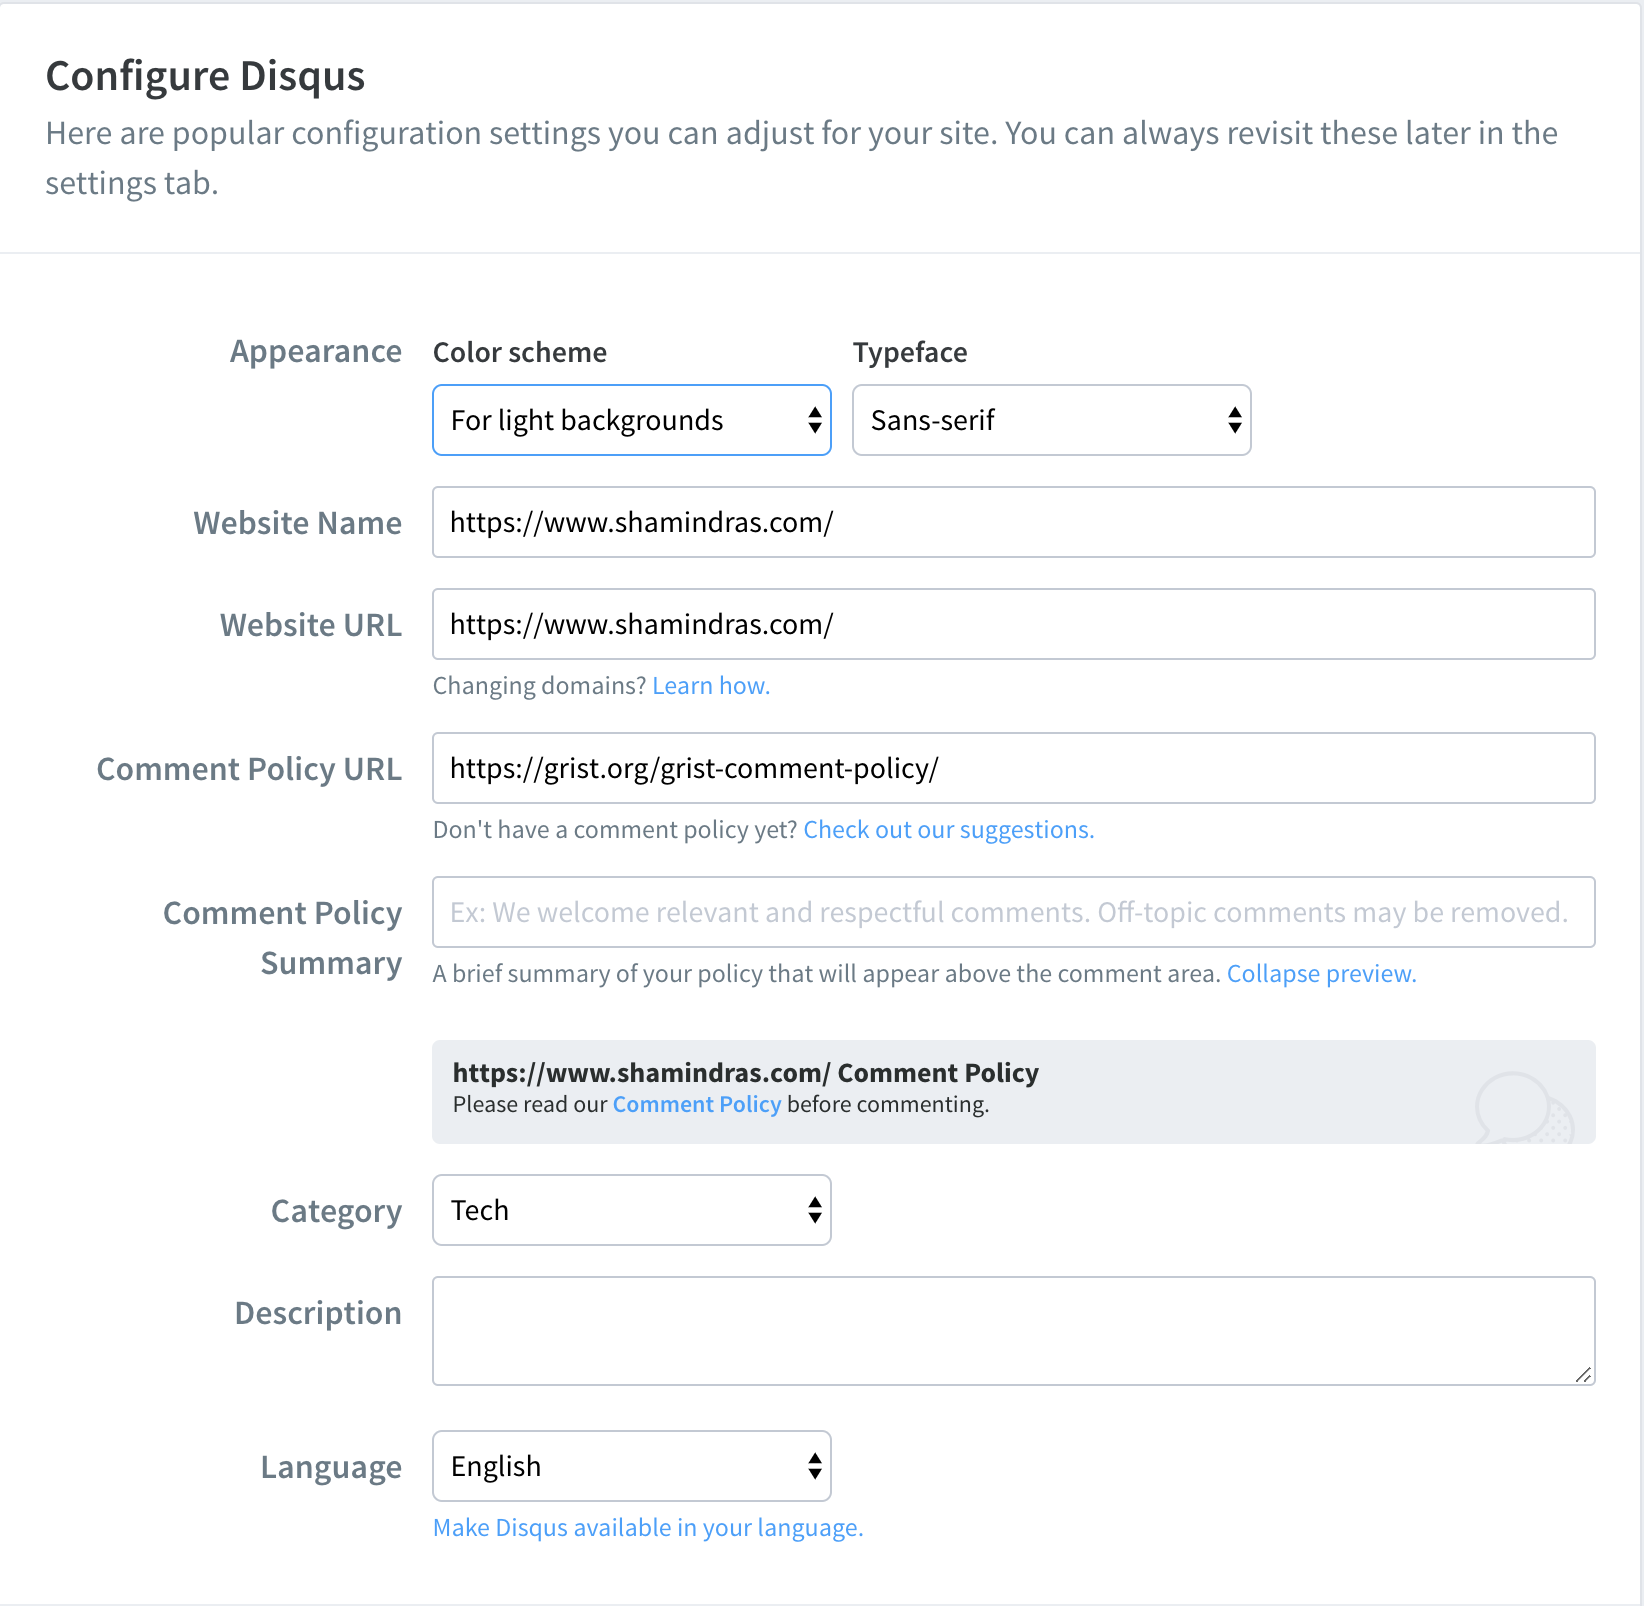 Configure Disqus
Here are popular configuration settings you can adjust for your site. You can always revisit these later in the
settings tab.
Appearance
Color scheme
Typeface
For light backgrounds
Sans-serif
Website Name
https://www.shamindras.com/
Website URL
https://www.shamindras.com/
Changing domains? Learn how.
Comment Policy URL
https://grist.org/grist-comment-policy/
Don't have a comment policy yet? Check out our suggestions.
Comment Policy
Summary
Ex: We welcome relevant and respectful comments. Off-topic comments may be removed.
A brief summary of your policy that will appear above the comment area. Collapse preview.
https://www.shamindras.com/ Comment Policy
Please read our Comment Policy before commenting.
Category
Tech
Description
Language
English
Make Disqus available in your language.